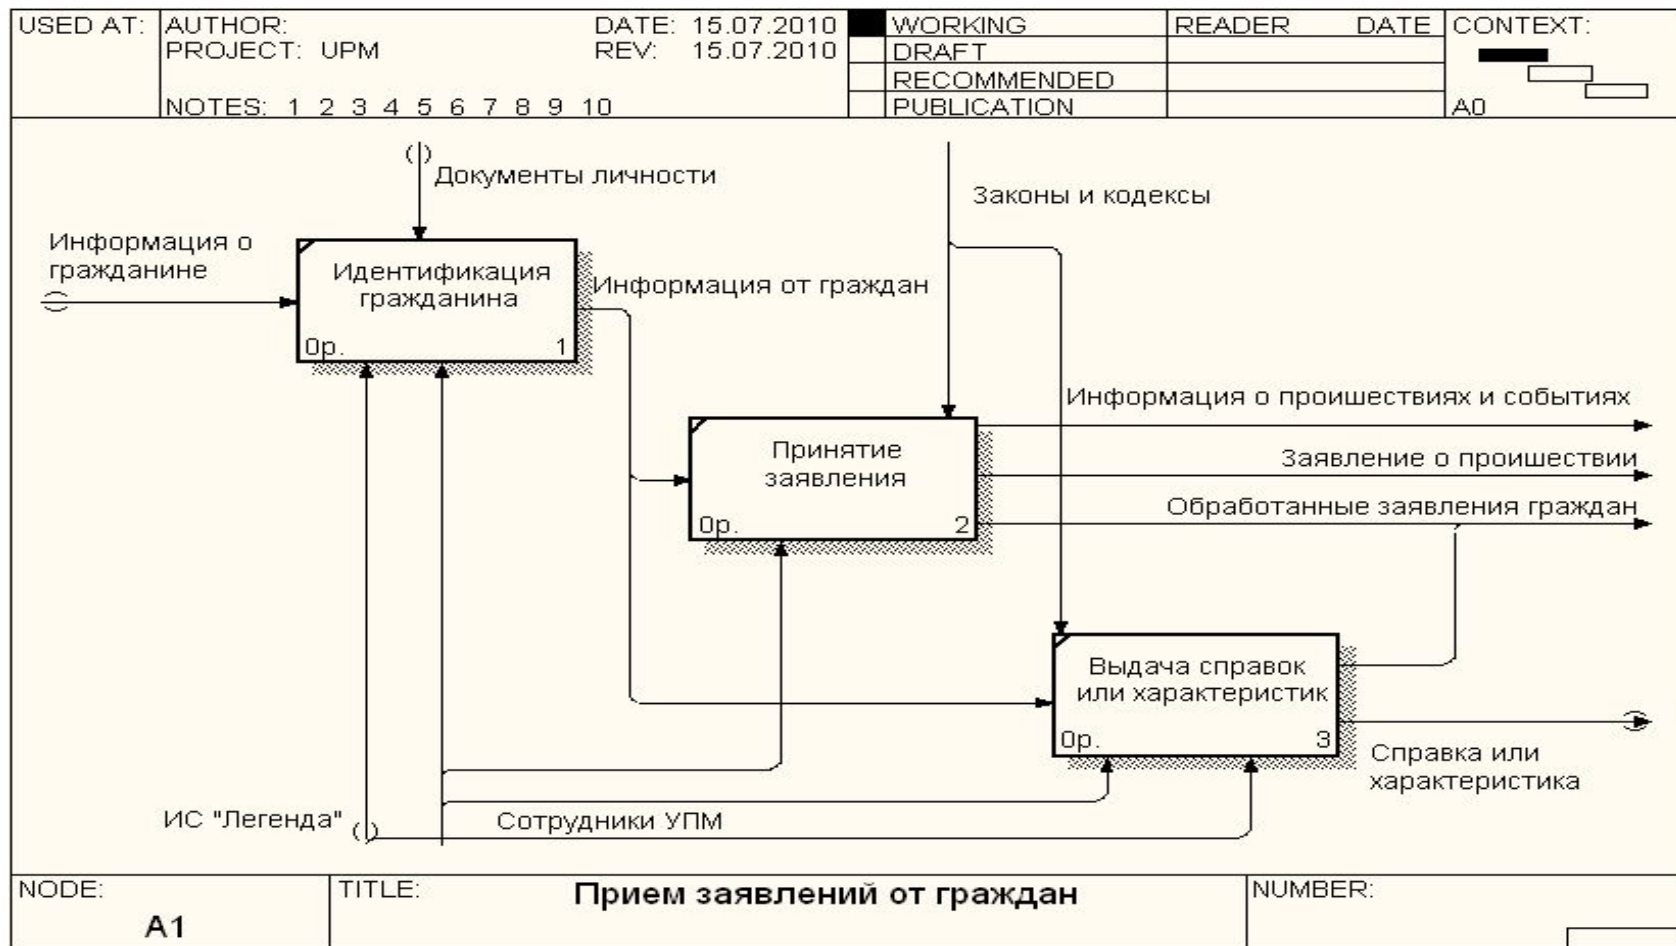 USED AT:
AUTHOR:
DATE: 15.07.2010
WORKING
READER
DATE
CONTEXT:
PROJECT: UPM
REV: 15.07.2010
DRAFT
RECOMMENDED
NOTES: 1 2 3 4 5 6 7 8 9 10
PUBLICATION
A0
Документы личности
Законы и кодексы
Информация о
гражданине
Идентификация
гражданина
0р.
1
Информация от граждан
Информация о проишествиях и событиях
Принятие
заявления
0р.
2
Заявление о проишествии
Обработанные заявления граждан
Выдача справок
или характеристик
0р.
3
Справка или
характеристика
ИС "Легенда"
Сотрудники УПМ
NODE:
A1
TITLE:
Прием заявлений от граждан
NUMBER: